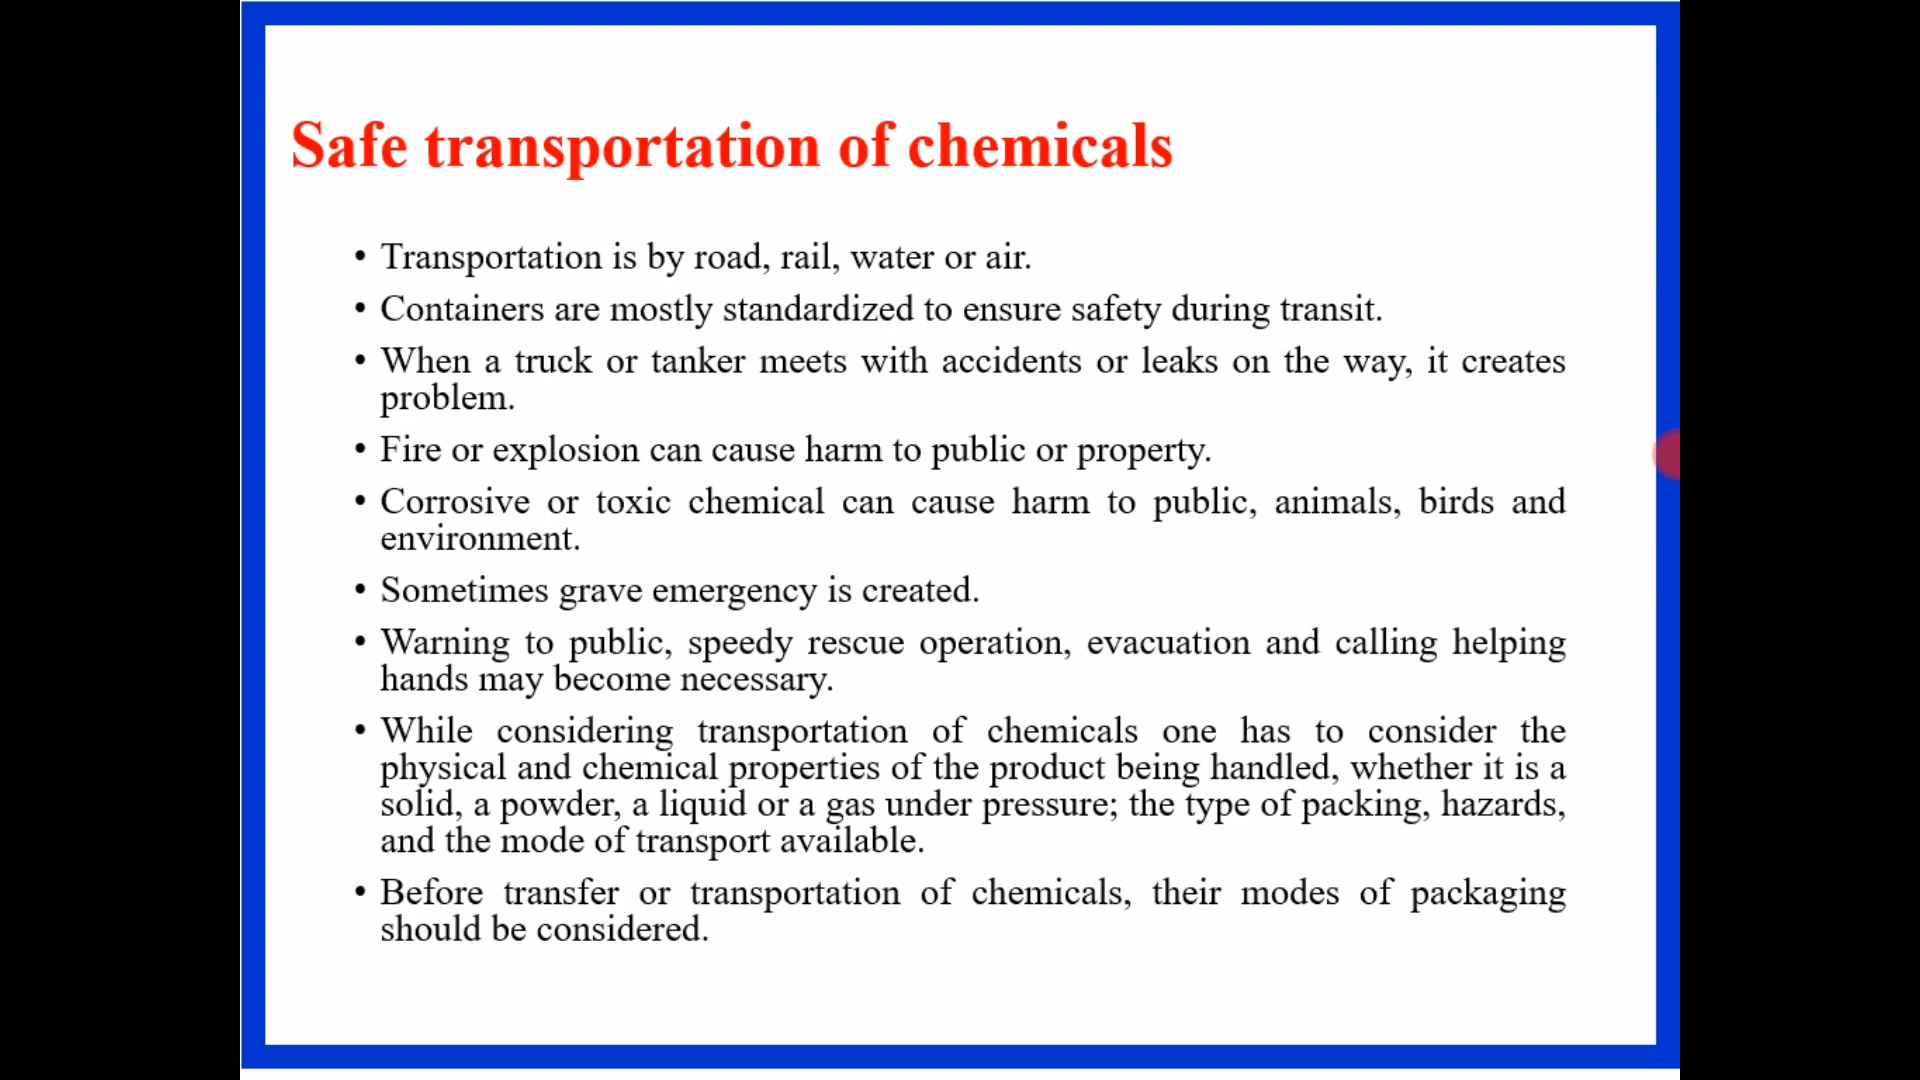 Safe transportation of chemicals
• Transportation is by road, rail, water or air.
• Containers are mostly standardized to ensure safety during transit.
• When a truck or tanker meets with accidents or leaks on the way, it creates
problem.
• Fire or explosion can cause harm to public or property.
• Corrosive or toxic chemical can cause harm to public, animals, birds and
environment.
• Sometimes grave emergency is created.
• Warning to public, speedy rescue operation, evacuation and calling helping
hands may become necessary.
• While considering transportation of chemicals one has to consider the
physical and chemical properties of the product being handled, whether it is a
solid, a powder, a liquid or a gas under pressure; the type of packing, hazards,
and the mode of transport available.
• Before transfer or transportation of chemicals, their modes of packaging
should be considered.